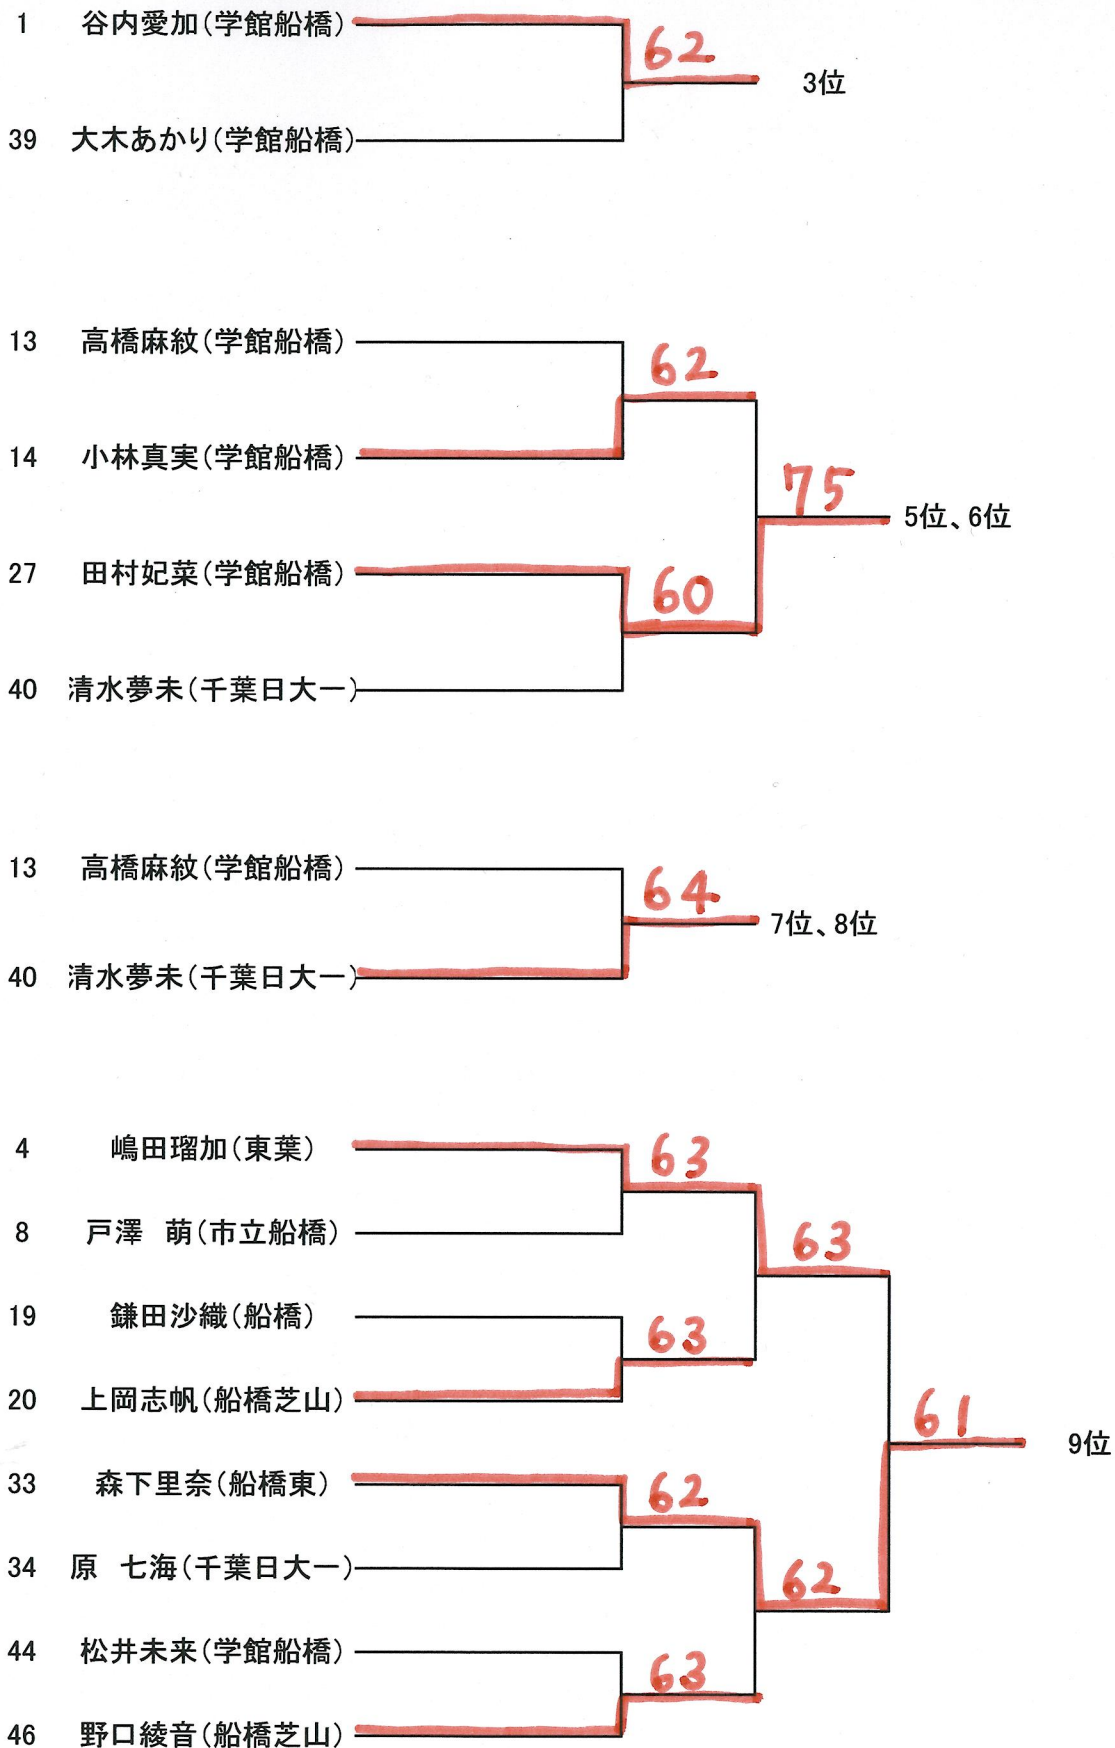 1 谷内愛加(学館船橋)
62
3位
39 大木あかり(学館船橋)
13 高橋麻紋(学館船橋)
62
14 小林真実(学館船橋)
75
5位、6位
27 田村妃菜(学館船橋)
60
40 清水夢未(千葉日大一)
13 高橋麻紋(学館船橋)
64
7位、8位
40 清水夢未(千葉日大一)
4 嶋田瑠加(東葉)
63
8 戸澤　萌(市立船橋)
63
19 鎌田沙織(船橋)
63
20 上岡志帆(船橋芝山)
61
9位
33 森下里奈(船橋東)
62
34 原　七海(千葉日大一)
62
44 松井未来(学館船橋)
63
46 野口綾音(船橋芝山)